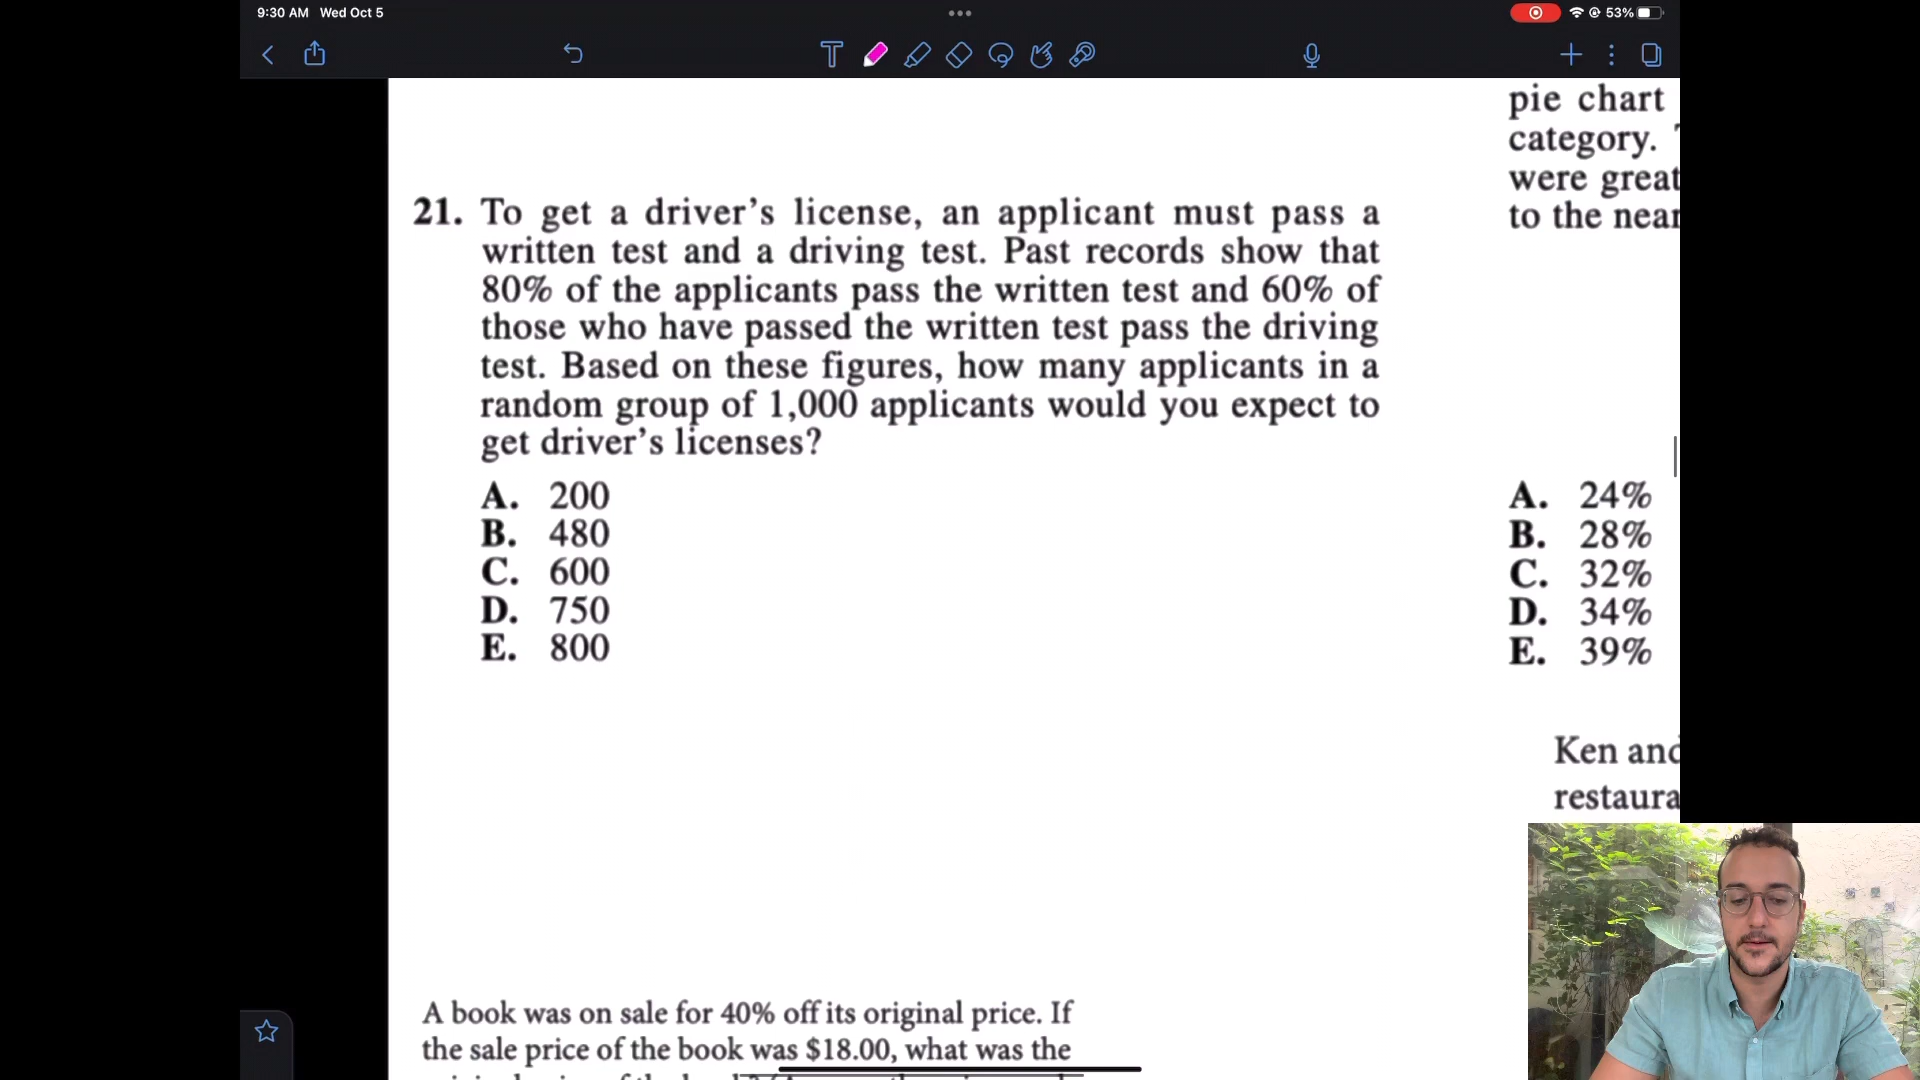 9:30 AM Wed Oct 5
53%
pie chart
category.
were great
to the near
21. To get a driver's license, an applicant must pass a
written test and a driving test. Past records show that
80% of the applicants pass the written test and 60% of
those who have passed the written test pass the driving
test. Based on these figures, how many applicants in a
random group of 1,000 applicants would you expect to
get driver's licenses?
A. 200
B. 480
C. 600
D. 750
E. 800
A. 24%
B. 28%
C. 32%
D. 34%
E. 39%
Ken and
restaura
A book was on sale for 40% off its original price. If
the sale price of the book was $18.00, what was the